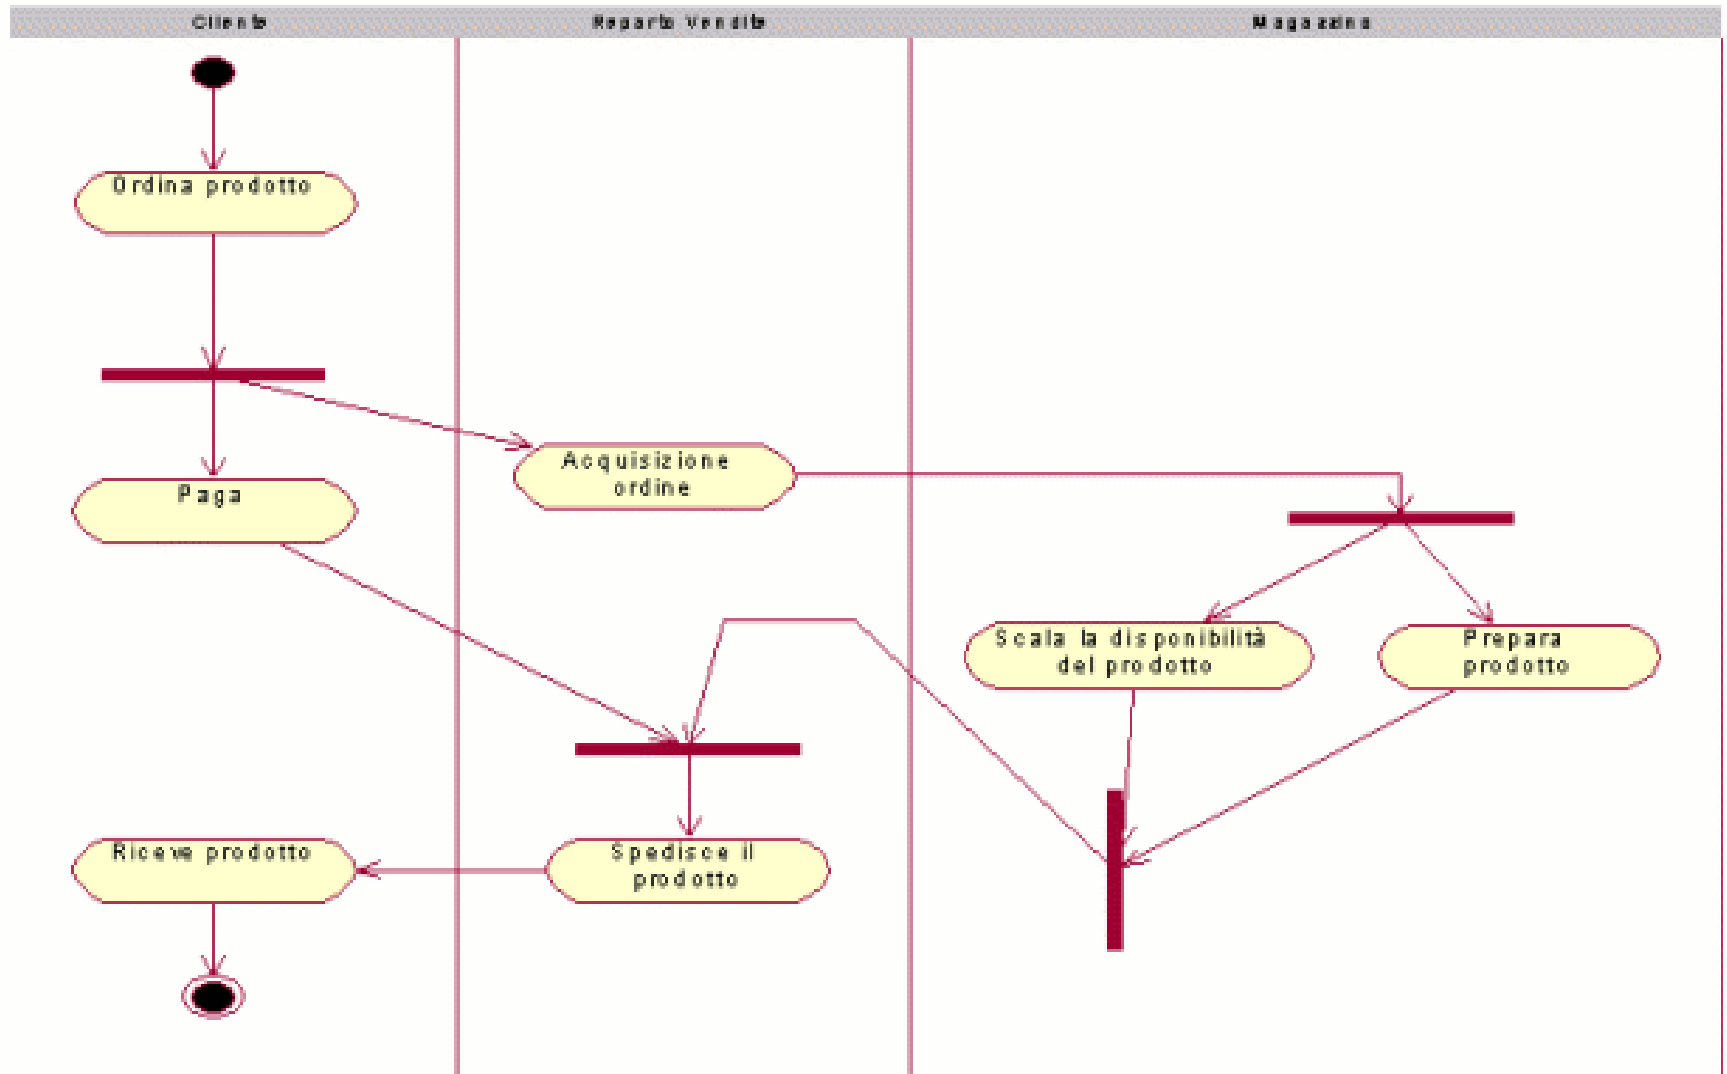 Cliente
Reparto Vendite
Magazzino
Ordina prodotto
Acquisizione
ordine
Paga
Scala la disponibilità
del prodotto
Prepara
prodotto
Riceve prodotto
Spedisce il
prodotto